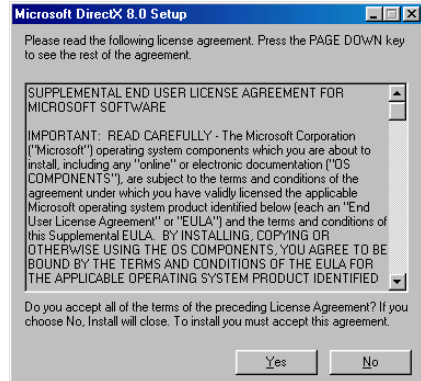 Microsoft DirectX 8.0 Setup
Please read the following license agreement. Press the PAGE DOWN key
to see the rest of the agreement.
SUPPLEMENTAL END USER LICENSE AGREEMENT FOR
MICROSOFT SOFTWARE
IMPORTANT: READ CAREFULLY - The Microsoft Corporation
("Microsoft") operating system components which you are about to
install, including any "online" or electronic documentation ("OS
COMPONENTS"), are subject to the terms and conditions of the
agreement under which you have validly licensed the applicable
Microsoft operating system product identified below (each an "End
User License Agreement" or "EULA") and the terms and conditions of
this Supplemental EULA. BY INSTALLING, COPYING OR
OTHERWISE USING THE OS COMPONENTS, YOU AGREE TO BE
BOUND BY THE TERMS AND CONDITIONS OF THE EULA FOR
THE APPLICABLE OPERATING SYSTEM PRODUCT IDENTIFIED
Do you accept all of the terms of the preceding License Agreement? If you
choose No, Install will close. To install you must accept this agreement.
Yes No